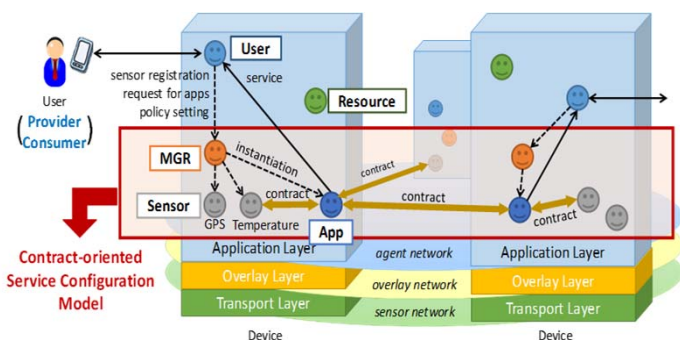 User
sensor registration
request for apps
policy setting
service
Resource
User
(Provider
Consumer)
MGR
instantiation
contract
Sensor
GPS
Temperature
contract
App
contract
contract
Contract-oriented
Service Configuration
Model
Application Layer
agent network
Application Layer
Overlay Layer
overlay network
Overlay Layer
Transport Layer
sensor network
Transport Layer
Device
Device